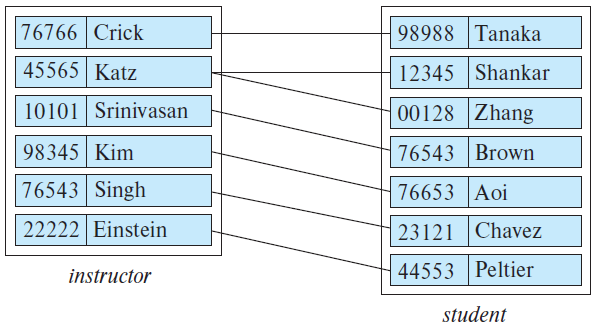 76766 Crick
45565 Katz
10101 Srinivasan
98345 Kim
76543 Singh
22222 Einstein
instructor
98988 Tanaka
12345 Shankar
00128 Zhang
76543 Brown
76653 Aoi
23121 Chavez
44553 Peltier
student